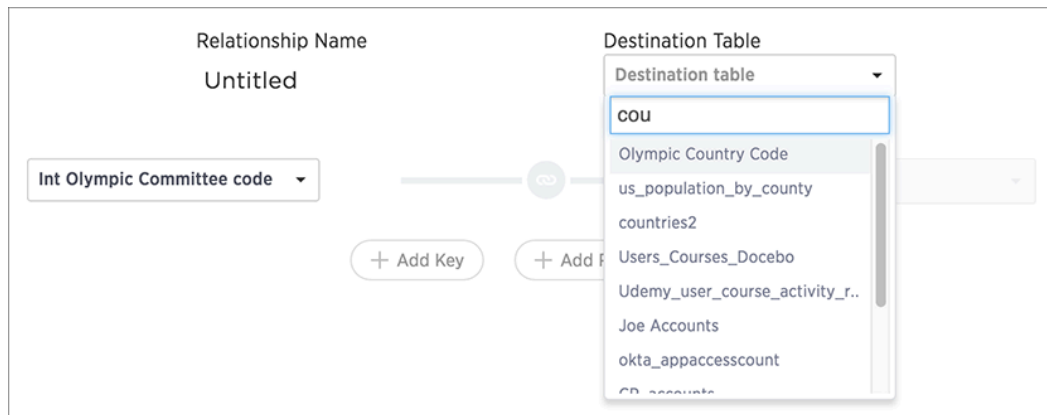 Relationship Name
Destination Table
Untitled
Destination table
cou
Olympic Country Code
Int Olympic Committee code
us_population_by_county
countries2
+ Add Key
+ Add
Users_Courses_Docebo
Udemy_user_course_activity_r..
Joe Accounts
okta_appaccesscount